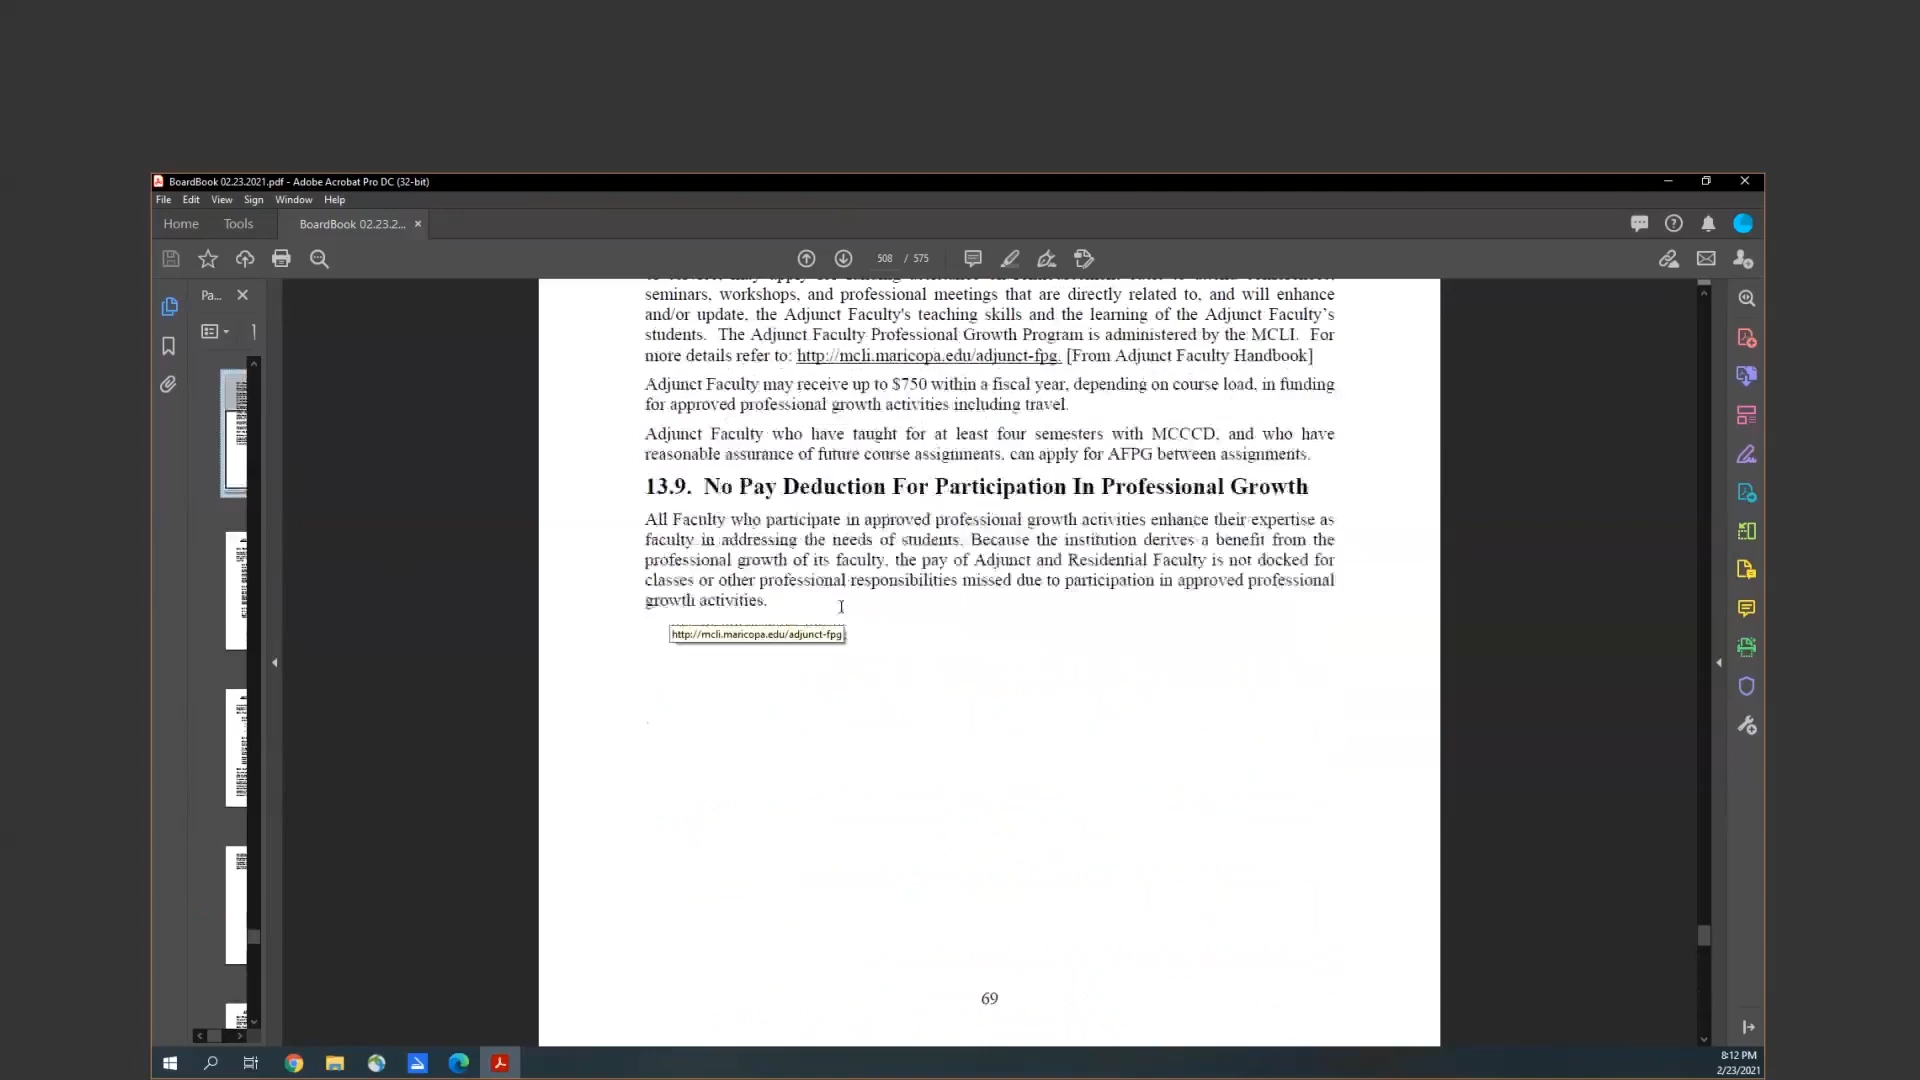 BoardBook 02.23.2021.pdf - Adobe Acrobat Pro DC (32-bit)
File Edit View Sign Window Help
Home Tools BoardBook 02.23.2... ×
508 / 575
Pa...
seminars, workshops, and professional meetings that are directly related to, and will enhance
and/or update, the Adjunct Faculty's teaching skills and the learning of the Adjunct Faculty's
students. The Adjunct Faculty Professional Growth Program is administered by the MCLI. For
more details refer to: http://mcli.maricopa.edu/adjunct-fpg. [From Adjunct Faculty Handbook]
Adjunct Faculty may receive up to $750 within a fiscal year, depending on course load, in funding
for approved professional growth activities including travel.
Adjunct Faculty who have taught for at least four semesters with MCCCD, and who have
reasonable assurance of future course assignments, can apply for AFPG between assignments.
13.9. No Pay Deduction For Participation In Professional Growth
All Faculty who participate in approved professional growth activities enhance their expertise as
faculty in addressing the needs of students. Because the institution derives a benefit from the
professional growth of its faculty, the pay of Adjunct and Residential Faculty is not docked for
classes or other professional responsibilities missed due to participation in approved professional
growth activities.
http://mcli.maricopa.edu/adjunct-fpg
69
8:12 PM
2/23/2021